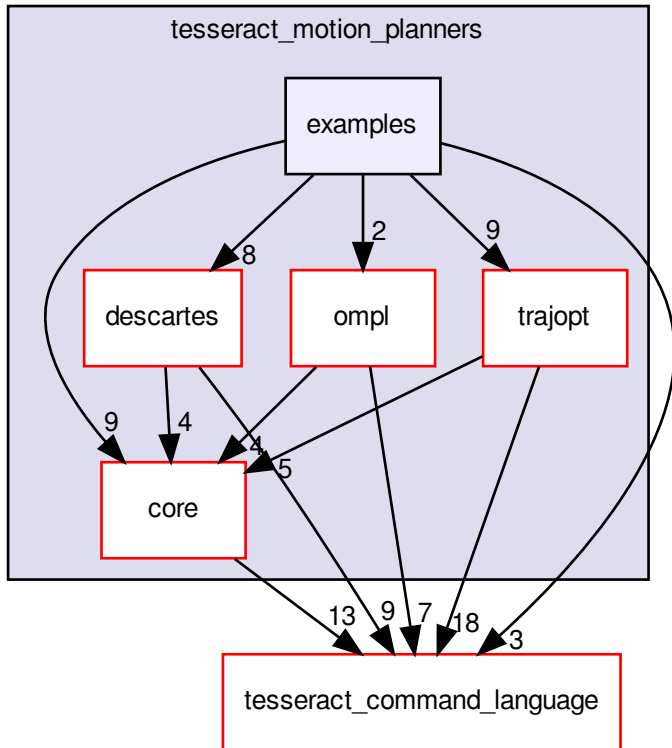 tesseract_motion_planners
examples
2
9
8
descartes
ompl
trajopt
9
4
4
5
core
13
9
7
18
3
tesseract_command_language